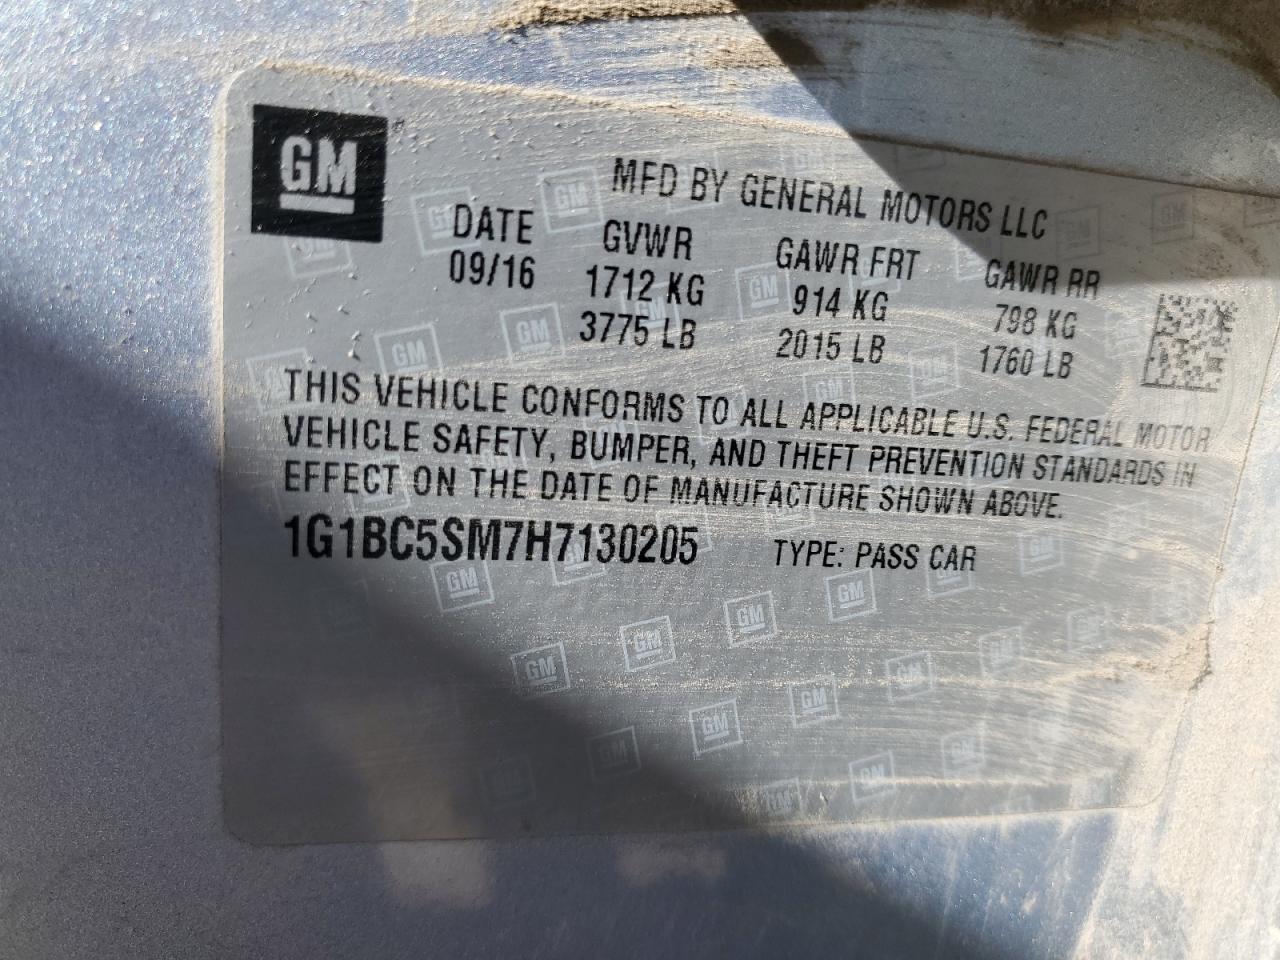 GM
MFD BY GENERAL MOTORS LLC
DATE GVWR GAWR FRT GAWR RR
09/16 1712 KG 914 KG 798 KG
3775 LB 2015 LB 1760 LB
THIS VEHICLE CONFORMS TO ALL APPLICABLE U.S. FEDERAL MOTOR
VEHICLE SAFETY, BUMPER, AND THEFT PREVENTION STANDARDS IN
EFFECT ON THE DATE OF MANUFACTURE SHOWN ABOVE.
1G1BC5SM7H7130205 TYPE: PASS CAR